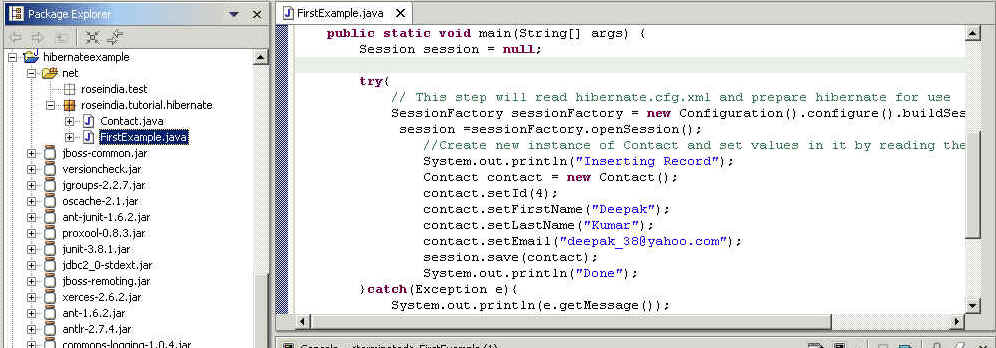 Package Explorer
hibernateexample
net
roseindia.test
roseindia.tutorial.hibernate
Contact.java
FirstExample.java
jboss-common.jar
versioncheck.jar
jgroups-2.2.7.jar
oscache-2.1.jar
ant-junit-1.6.2.jar
proxool-0.8.3.jar
junit-3.8.1.jar
jdbc2_0-stdext.jar
jboss-remoting.jar
xerces-2.6.2.jar
ant-1.6.2.jar
antlr-2.7.4.jar
commons-logging-1.0.4.jar
FirstExample.java
public static void main(String[] args) {
Session session = null;
try{
// This step will read hibernate.cfg.xml and prepare hibernate for use
SessionFactory sessionFactory = new Configuration().configure().buildSes
session =sessionFactory.openSession();
//Create new instance of Contact and set values in it by reading the
System.out.println("Inserting Record");
Contact contact = new Contact();
contact.setId(4);
contact.setFirstName("Deepak");
contact.setLastName("Kumar");
contact.setEmail("deepak_38@yahoo.com");
session.save(contact);
System.out.println("Done");
}catch(Exception e){
System.out.println(e.getMessage());